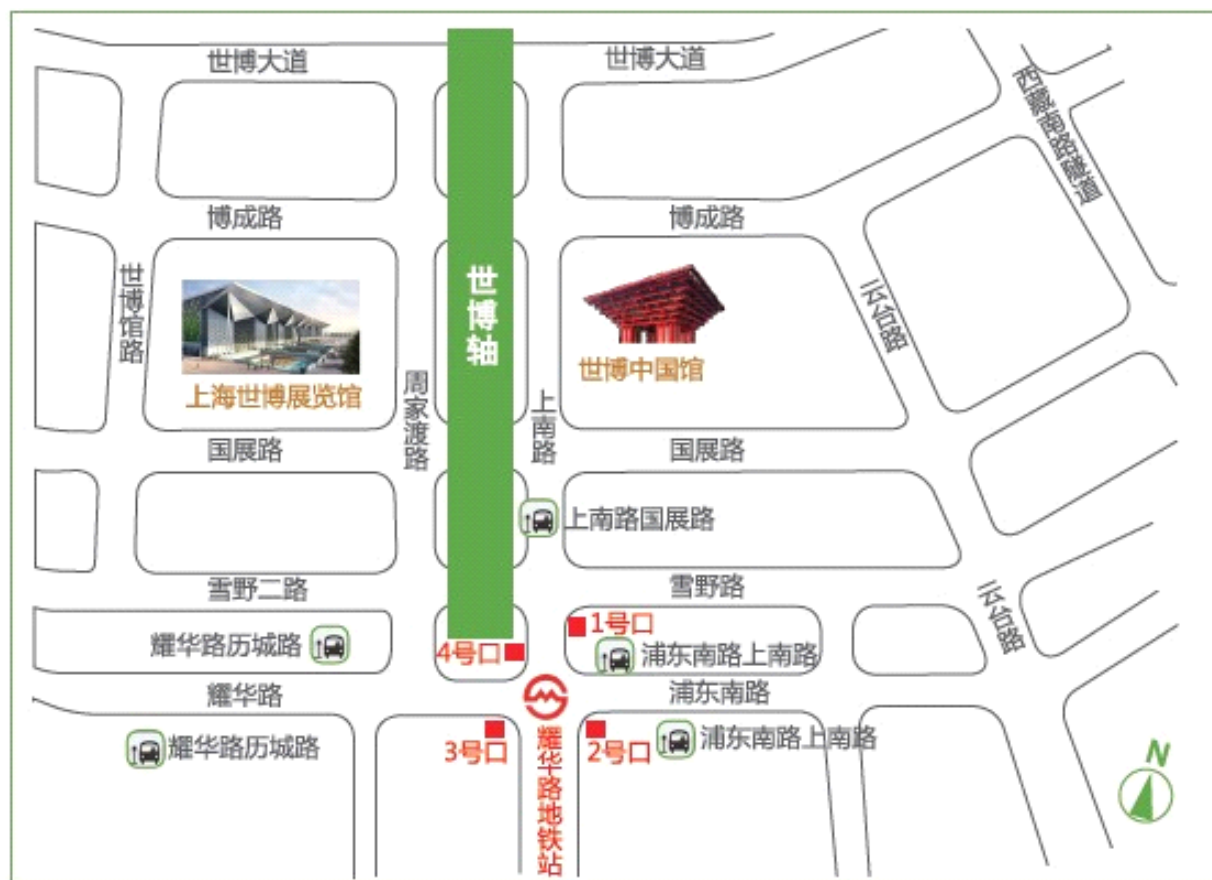 世博大道
世博大道
西藏南路隧道
博成路
博成路
世博馆路
世博轴
云台路
上海世博展览馆
世博中国馆
周家渡路
上南路
国展路
国展路
上南路国展路
雪野二路
雪野路
云台路
1号口
耀华路历城路
4号口
浦东南路上南路
耀华路
浦东南路
耀华路历城路
3号口
耀华路地铁站
2号口
浦东南路上南路
N